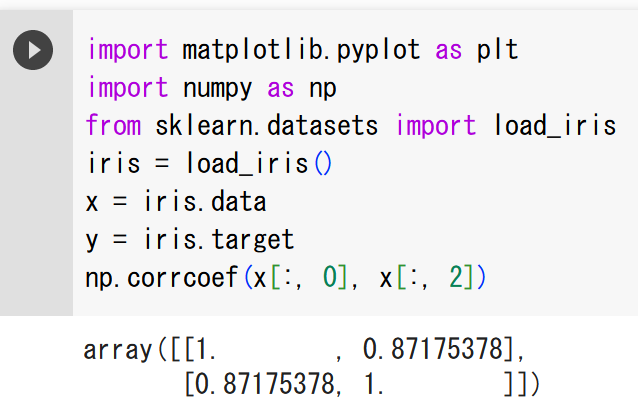 import matplotlib.pyplot as plt
import numpy as np
from sklearn.datasets import load_iris
iris = load_iris()
x = iris.data
y = iris.target
np.corrcoef(x[:, 0], x[:, 2])
array([[1.        , 0.87175378],
       [0.87175378, 1.        ]])